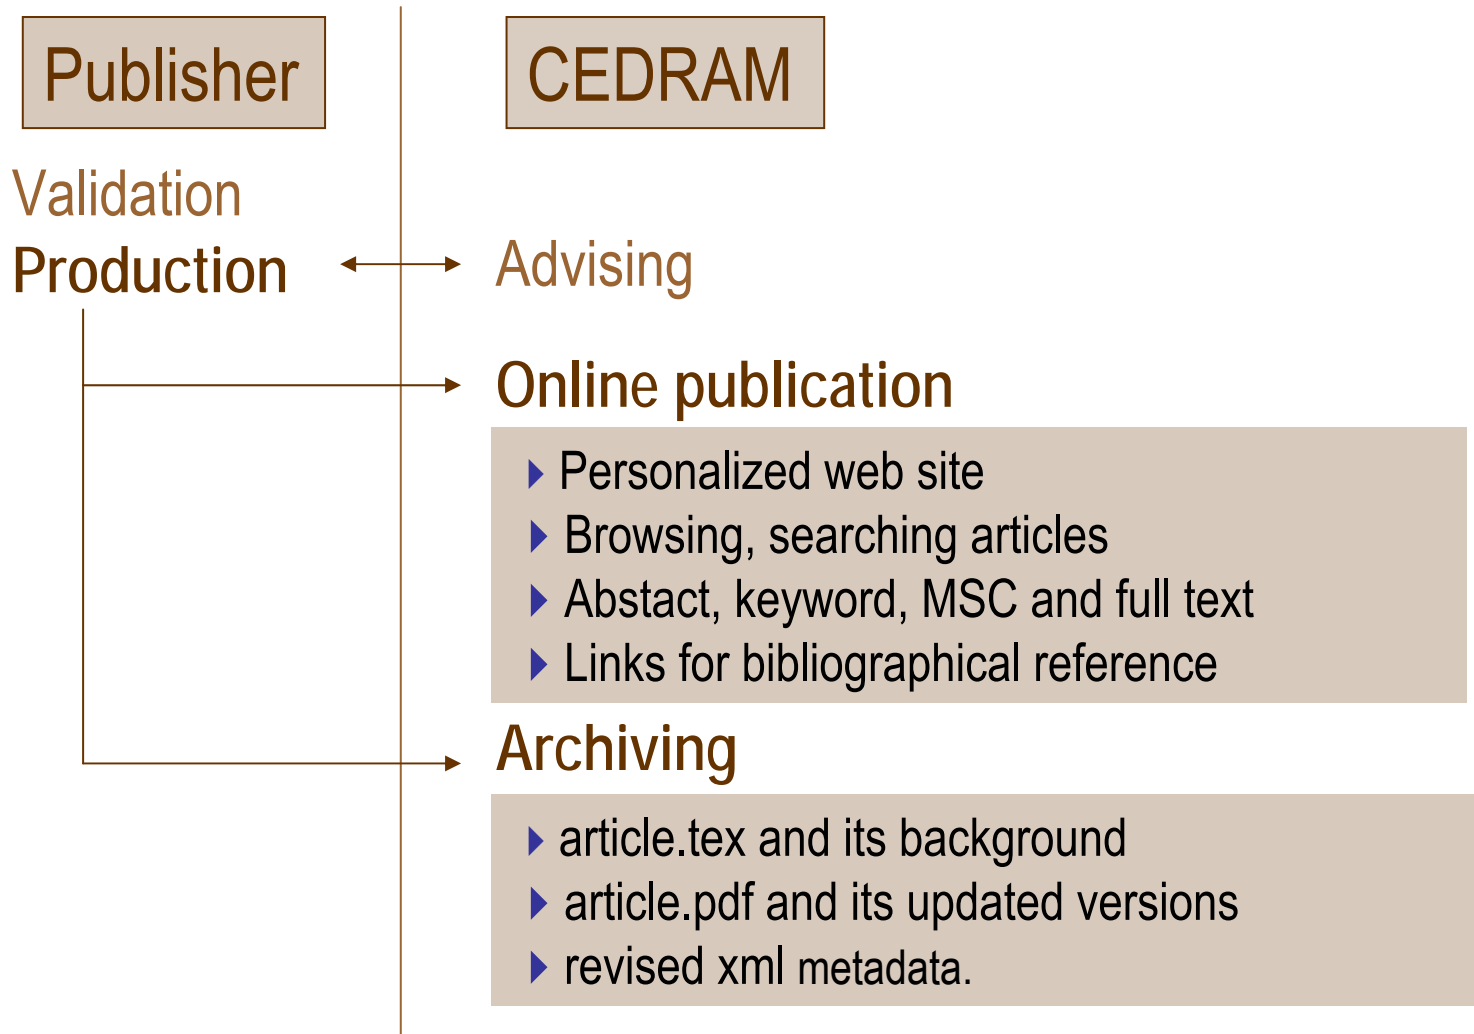 Publisher
CEDRAM
Validation
Production
Advising
Online publication
Personalized web site
Browsing, searching articles
Abstact, keyword, MSC and full text
Links for bibliographical reference
Archiving
article.tex and its background
article.pdf and its updated versions
revised xml metadata.